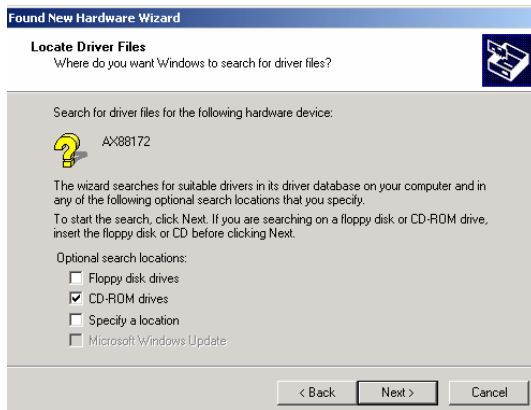 Found New Hardware Wizard
Locate Driver Files
Where do you want Windows to search for driver files?
Search for driver files for the following hardware device:
AX88172
The wizard searches for suitable drivers in its driver database on your computer and in
any of the following optional search locations that you specify.
To start the search, click Next. If you are searching on a floppy disk or CD-ROM drive,
insert the floppy disk or CD before clicking Next.
Optional search locations:
Floppy disk drives
CD-ROM drives
Specify a location
Microsoft Windows Update
< Back Next > Cancel